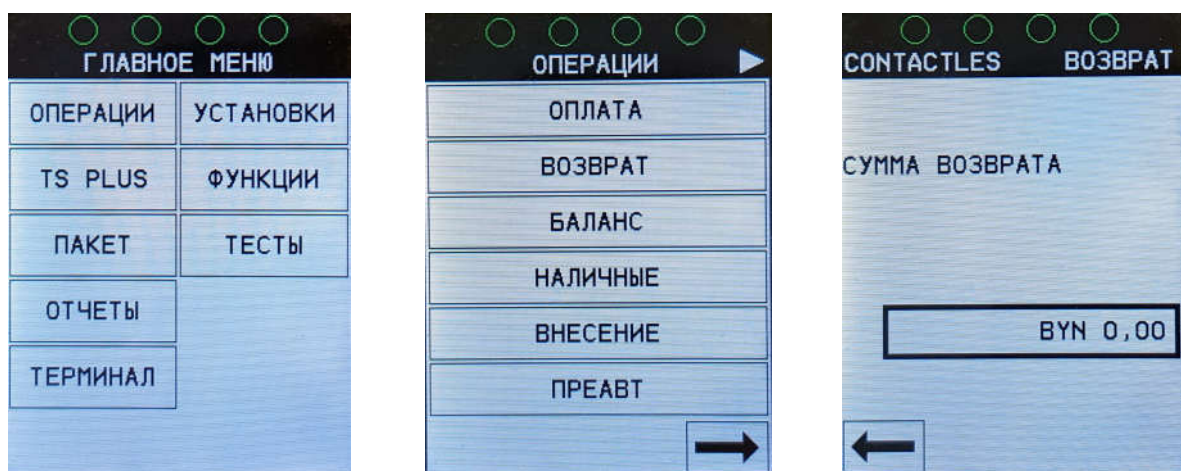 ГЛАВНОЕ МЕНЮ
ОПЕРАЦИИ УСТАНОВКИ
TS PLUS ФУНКЦИИ
ПАКЕТ ТЕСТЫ
ОТЧЕТЫ
ТЕРМИНАЛ
ОПЕРАЦИИ
ОПЛАТА
ВОЗВРАТ
БАЛАНС
НАЛИЧНЫЕ
ВНЕСЕНИЕ
ПРЕАВТ
CONTACTLES ВОЗВРАТ
СУММА ВОЗВРАТА
BYN 0,00